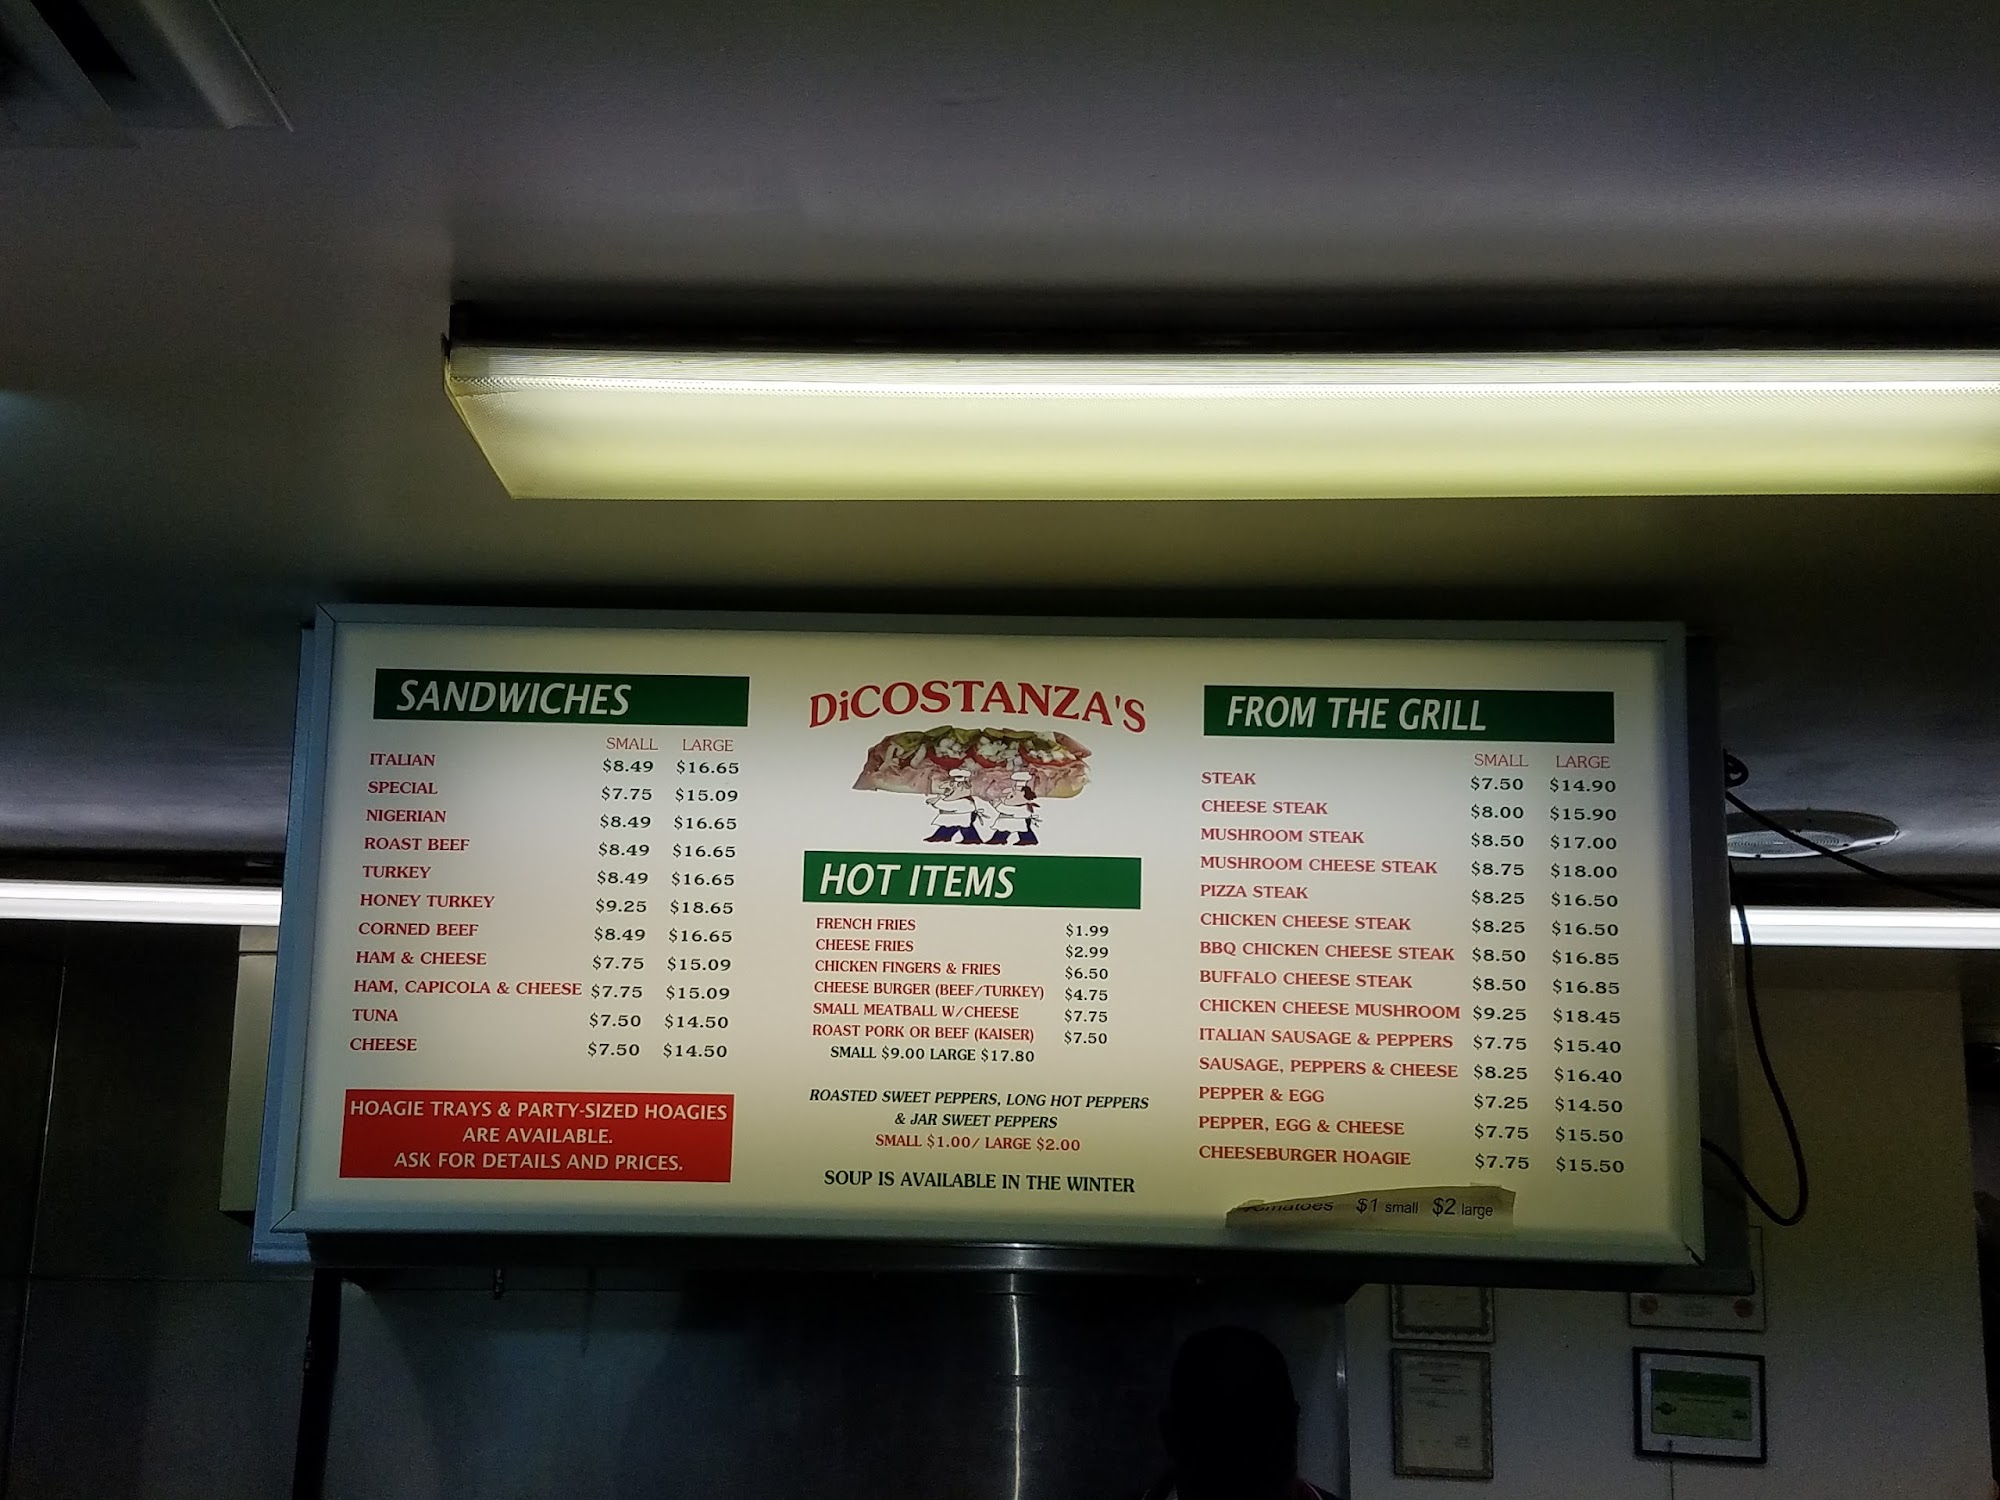 SANDWICHES
SMALL LARGE
ITALIAN $8.49 $16.65
SPECIAL $7.75 $15.09
NIGERIAN $8.49 $16.65
ROAST BEEF $8.49 $16.65
TURKEY $8.49 $16.65
HONEY TURKEY $9.25 $18.65
CORNED BEEF $8.49 $16.65
HAM & CHEESE $7.75 $15.09
HAM, CAPICOLA & CHEESE $7.75 $15.09
TUNA $7.50 $14.50
CHEESE $7.50 $14.50
HOAGIE TRAYS & PARTY-SIZED HOAGIES
ARE AVAILABLE.
ASK FOR DETAILS AND PRICES.
DiCOSTANZA'S
HOT ITEMS
FRENCH FRIES $1.99
CHEESE FRIES $2.99
CHICKEN FINGERS & FRIES $6.50
CHEESE BURGER (BEEF/TURKEY) $4.75
SMALL MEATBALL W/CHEESE $7.75
ROAST PORK OR BEEF (KAISER) $7.50
SMALL $9.00 LARGE $17.80
ROASTED SWEET PEPPERS, LONG HOT PEPPERS
& JAR SWEET PEPPERS
SMALL $1.00/ LARGE $2.00
SOUP IS AVAILABLE IN THE WINTER
FROM THE GRILL
SMALL LARGE
STEAK $7.50 $14.90
CHEESE STEAK $8.00 $15.90
MUSHROOM STEAK $8.50 $17.00
MUSHROOM CHEESE STEAK $8.75 $18.00
PIZZA STEAK $8.25 $16.50
CHICKEN CHEESE STEAK $8.25 $16.50
BBQ CHICKEN CHEESE STEAK $8.50 $16.85
BUFFALO CHEESE STEAK $8.50 $16.85
CHICKEN CHEESE MUSHROOM $9.25 $18.45
ITALIAN SAUSAGE & PEPPERS $7.75 $15.40
SAUSAGE, PEPPERS & CHEESE $8.25 $16.40
PEPPER & EGG $7.25 $14.50
PEPPER, EGG & CHEESE $7.75 $15.50
CHEESEBURGER HOAGIE $7.75 $15.50
Tomatoes $1 small $2 large